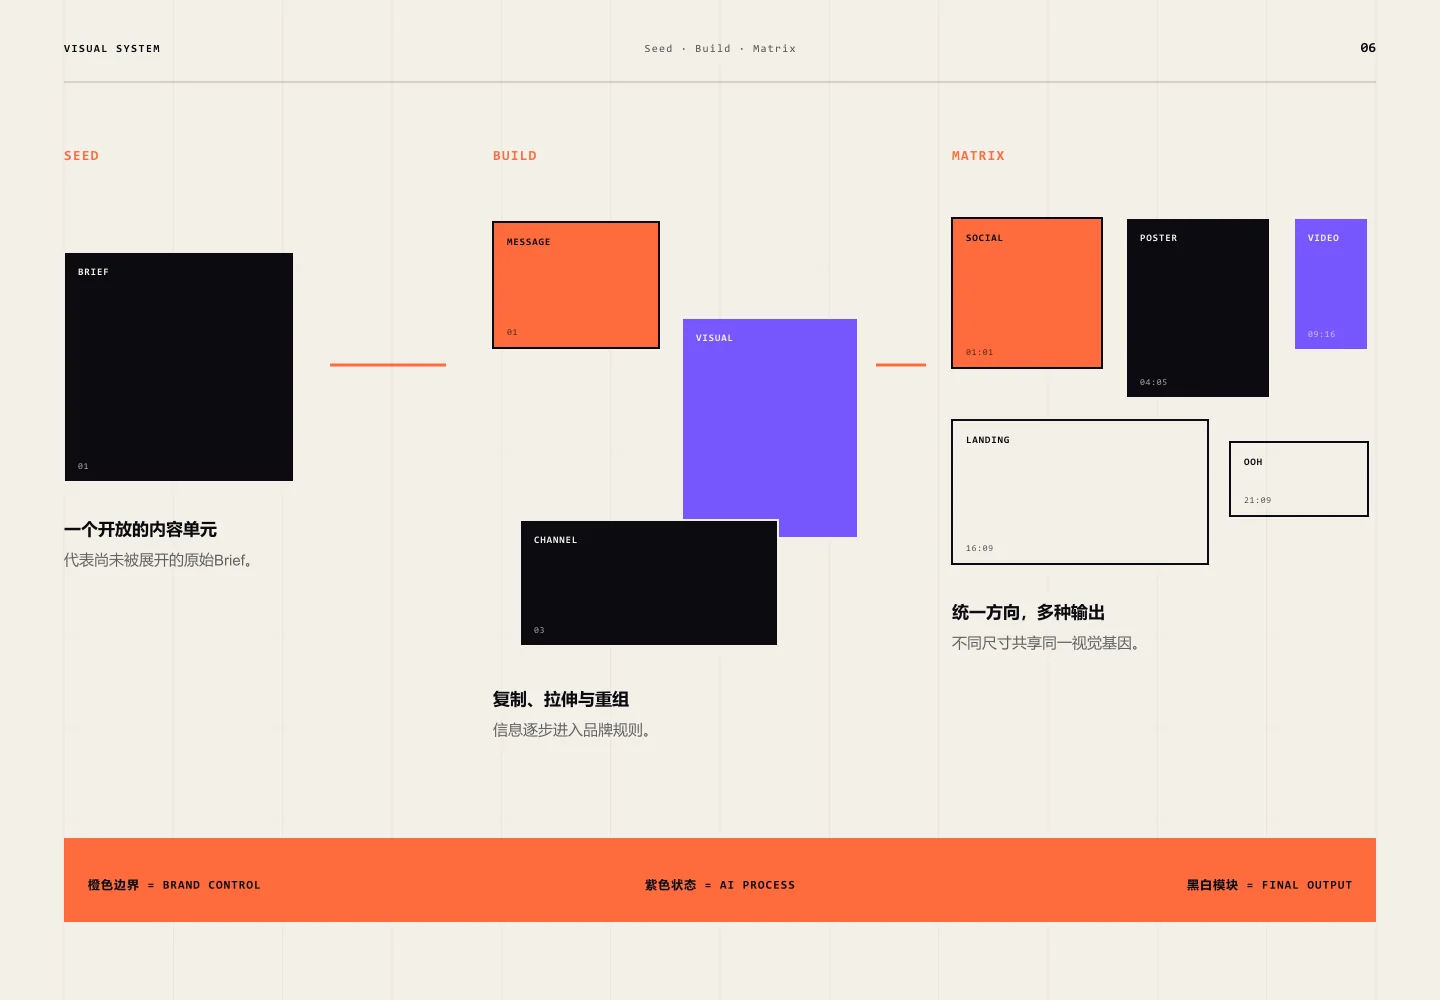 VISUAL SYSTEM
Seed · Build · Matrix
06
SEED
BRIEF
01
一个开放的内容单元
代表尚未被展开的原始Brief。
BUILD
MESSAGE
01
VISUAL
CHANNEL
03
复制、拉伸与重组
信息逐步进入品牌规则。
MATRIX
SOCIAL
01:01
POSTER
04:05
VIDEO
09:16
LANDING
16:09
OOH
21:09
统一方向，多种输出
不同尺寸共享同一视觉基因。
橙色边界 = BRAND CONTROL
紫色状态 = AI PROCESS
黑白模块 = FINAL OUTPUT